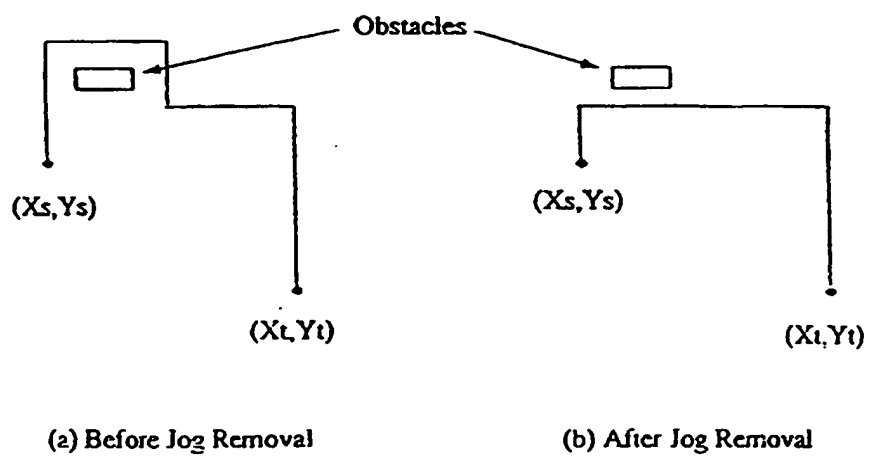 Obstacles
(Xs,Ys)
(Xs,Ys)
(Xt,Yt)
(Xt,Yt)
(a) Before Jog Removal
(b) After Jog Removal